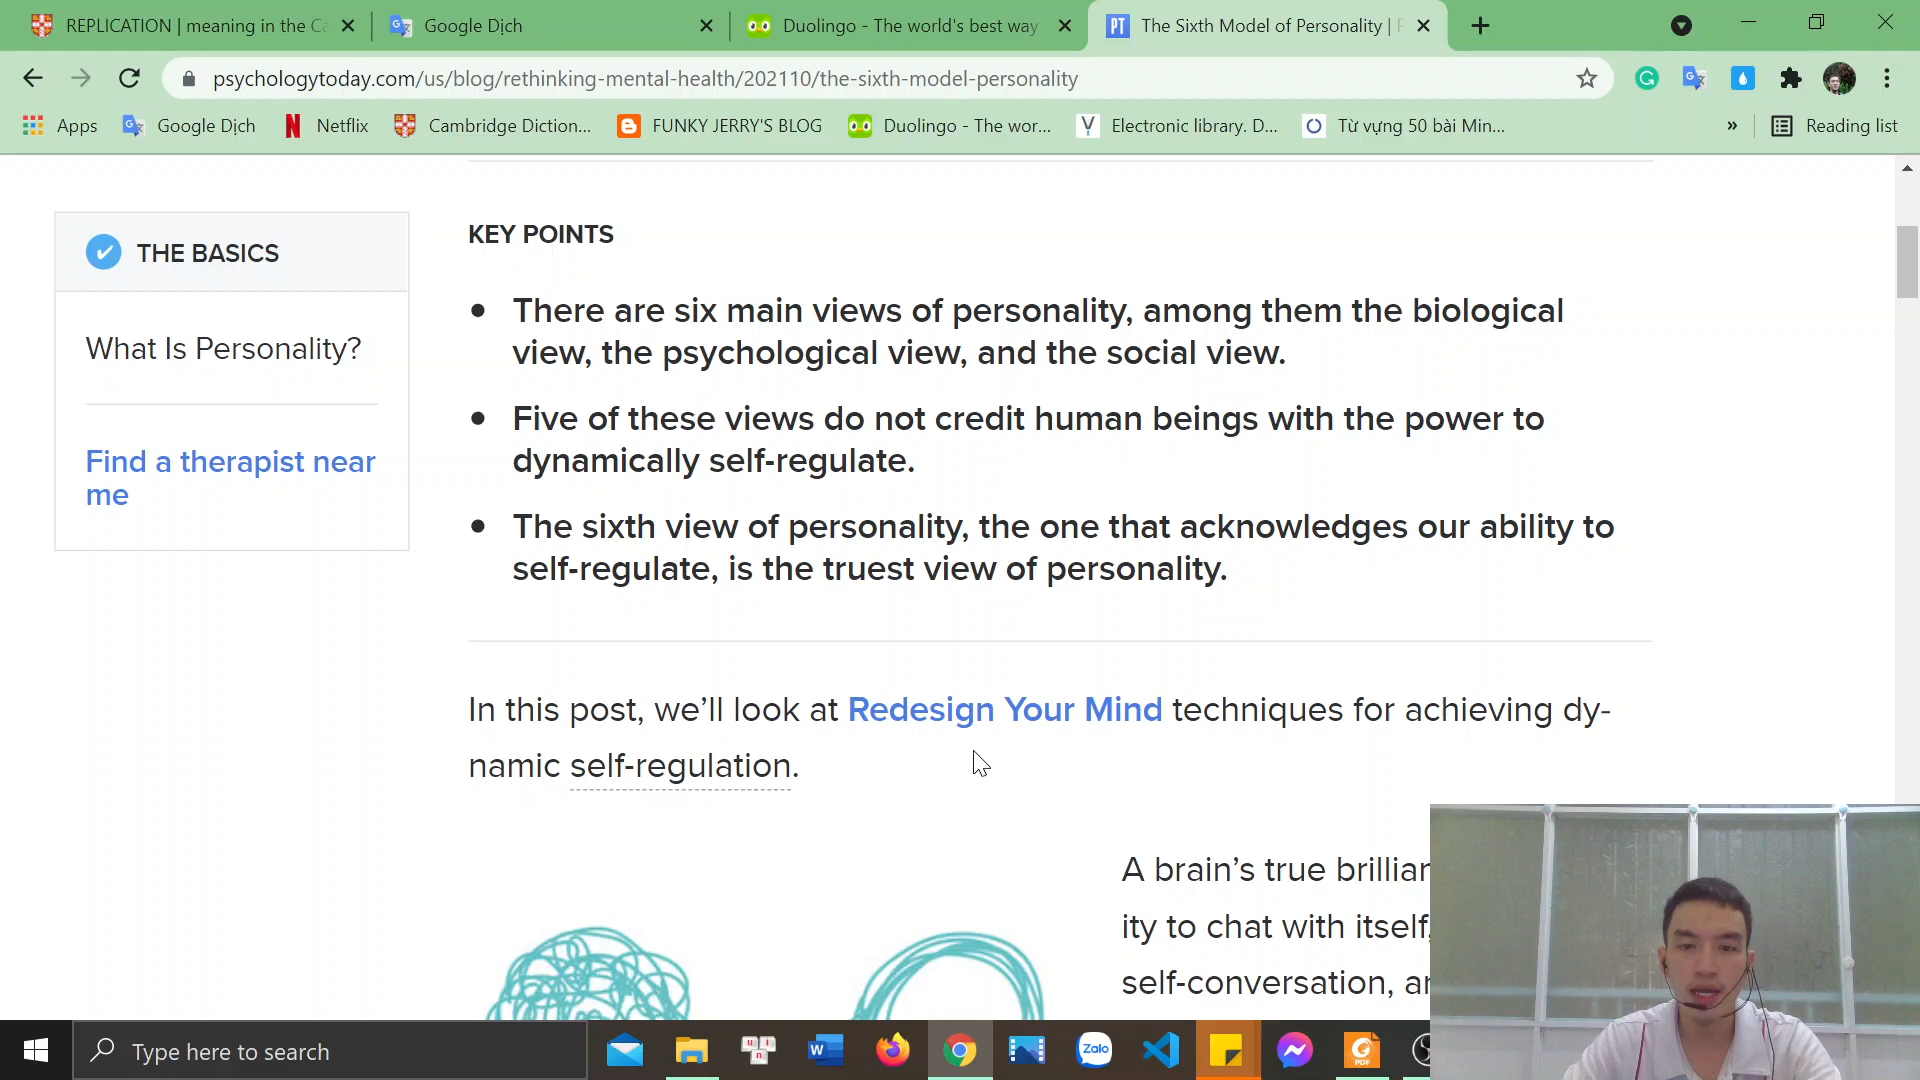 REPLICATION | meaning in the Ca
Google Dịch
Duolingo - The world's best way
The Sixth Model of Personality | P
psychologytoday.com/us/blog/rethinking-mental-health/202110/the-sixth-model-personality
Apps
Google Dịch
Netflix
Cambridge Diction...
FUNKY JERRY'S BLOG
Duolingo - The wor...
Electronic library. D...
Từ vựng 50 bài Min...
»
Reading list
THE BASICS
What Is Personality?
Find a therapist near
me
KEY POINTS
• There are six main views of personality, among them the biological
view, the psychological view, and the social view.
• Five of these views do not credit human beings with the power to
dynamically self-regulate.
• The sixth view of personality, the one that acknowledges our ability to
self-regulate, is the truest view of personality.
In this post, we’ll look at Redesign Your Mind techniques for achieving dy-
namic self-regulation.
A brain’s true brillian
ity to chat with itself,
self-conversation, an
Type here to search
Zalo
PDF